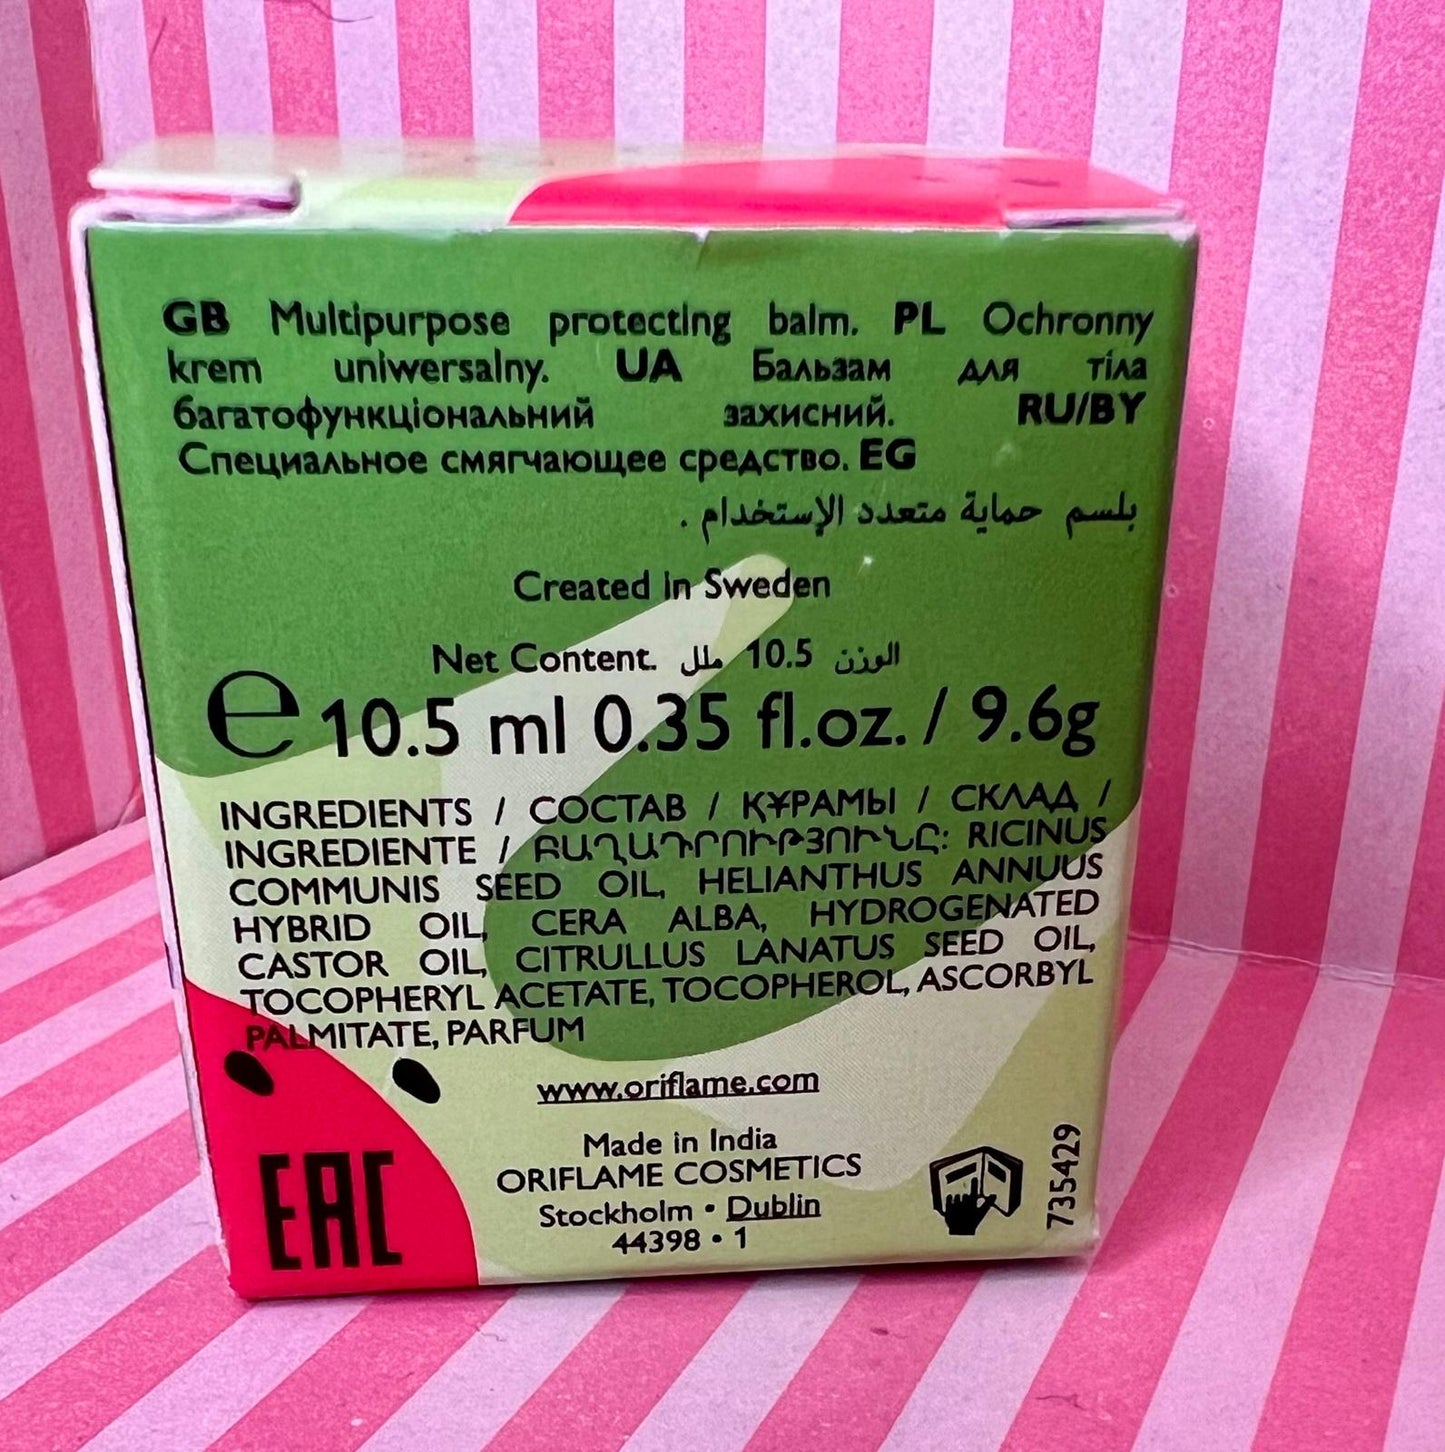 GB Multipurpose protecting balm. PL Ochronny
krem uniwersalny. UA Бальзам для тіла
багатофункціональний захисний. RU/BY
Специальное смягчающее средство. EG
بلسم حماية متعدد الإستخدام .
Created in Sweden
Net Content. الوزن 10.5 ملل
e 10.5 ml 0.35 fl.oz. / 9.6g
INGREDIENTS / СОСТАВ / ҚҰРАМЫ / СКЛАД /
INGREDIENTE / ԲԱՂԱԴՐՈՒԹՅՈՒՆԸ: RICINUS
COMMUNIS SEED OIL, HELIANTHUS ANNUUS
HYBRID OIL, CERA ALBA, HYDROGENATED
CASTOR OIL, CITRULLUS LANATUS SEED OIL,
TOCOPHERYL ACETATE, TOCOPHEROL, ASCORBYL
PALMITATE, PARFUM
www.oriflame.com
Made in India
ORIFLAME COSMETICS
Stockholm • Dublin
44398 • 1
EAC
735429